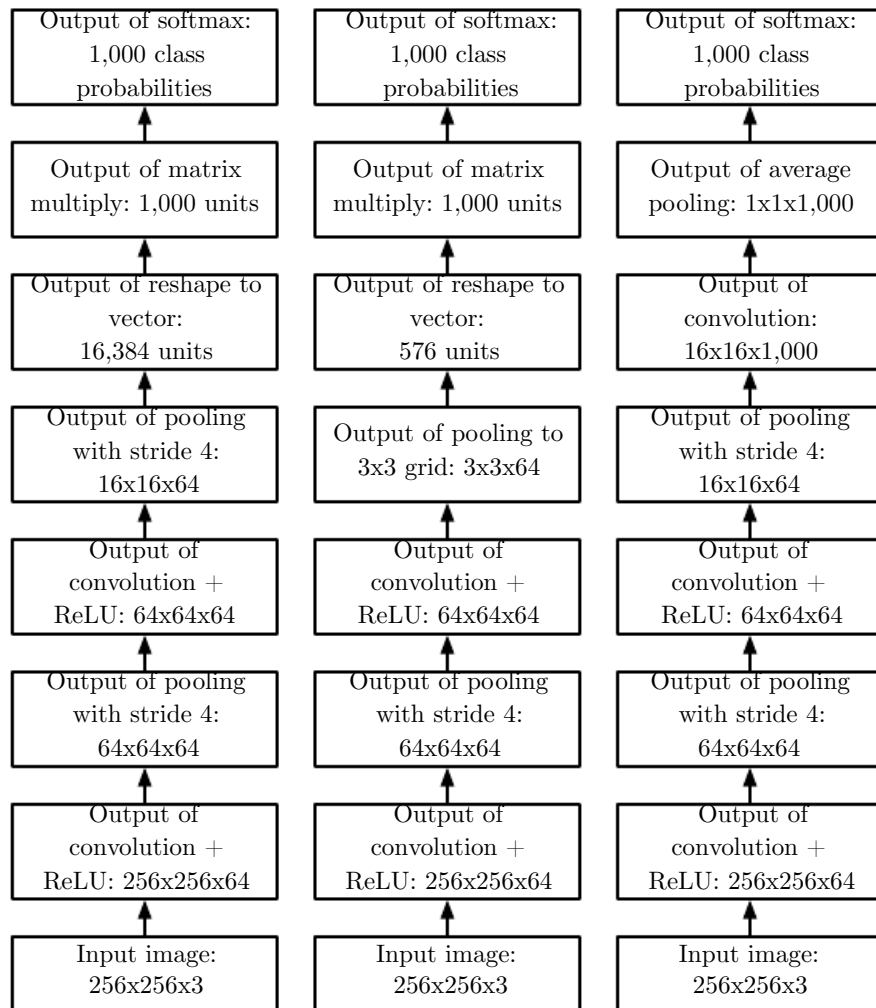 Output of softmax:
1,000 class
probabilities
Output of matrix
multiply: 1,000 units
Output of reshape to
vector:
16,384 units
Output of pooling
with stride 4:
16x16x64
Output of
convolution +
ReLU: 64x64x64
Output of pooling
with stride 4:
64x64x64
Output of
convolution +
ReLU: 256x256x64
Input image:
256x256x3
Output of softmax:
1,000 class
probabilities
Output of matrix
multiply: 1,000 units
Output of reshape to
vector:
576 units
Output of pooling to
3x3 grid: 3x3x64
Output of
convolution +
ReLU: 64x64x64
Output of pooling
with stride 4:
64x64x64
Output of
convolution +
ReLU: 256x256x64
Input image:
256x256x3
Output of softmax:
1,000 class
probabilities
Output of average
pooling: 1x1x1,000
Output of
convolution:
16x16x1,000
Output of pooling
with stride 4:
16x16x64
Output of
convolution +
ReLU: 64x64x64
Output of pooling
with stride 4:
64x64x64
Output of
convolution +
ReLU: 256x256x64
Input image:
256x256x3